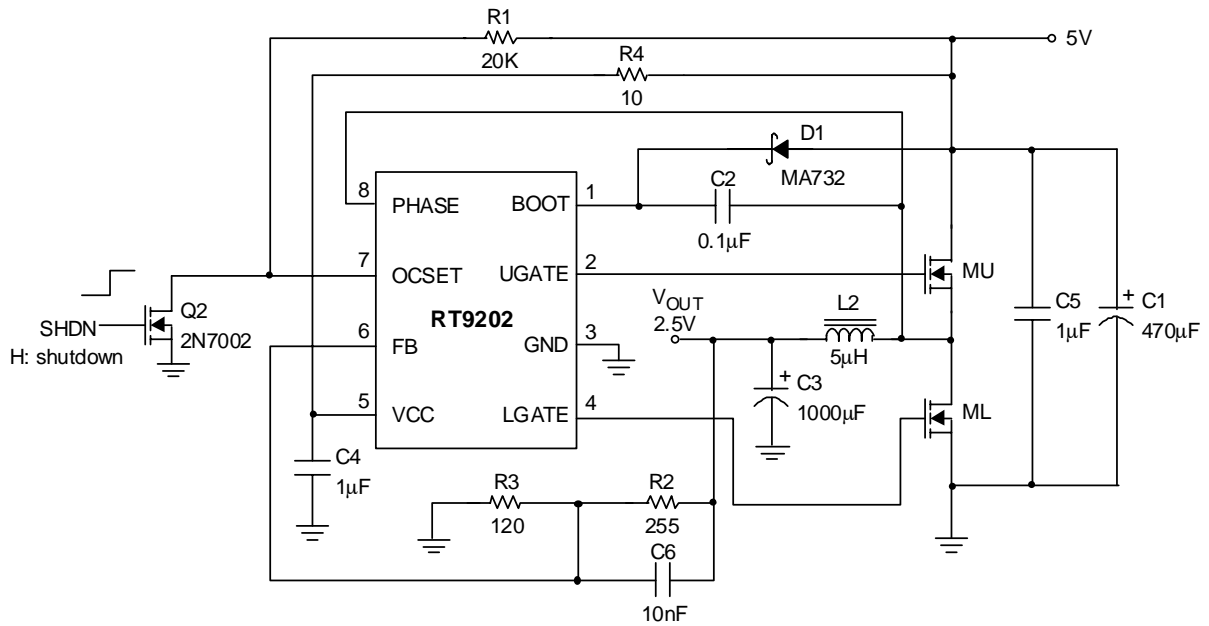 R1
5V
20K
R4
10
D1
MA732
C2
0.1μF
8
PHASE
BOOT
1
7
OCSET
UGATE
2
MU
Q2
2N7002
SHDN
H: shutdown
RT9202
VOUT
2.5V
L2
5μH
C5
1μF
+
C1
470μF
6
FB
GND
3
+
C3
1000μF
5
VCC
LGATE
4
ML
C4
1μF
R3
120
R2
255
C6
10nF